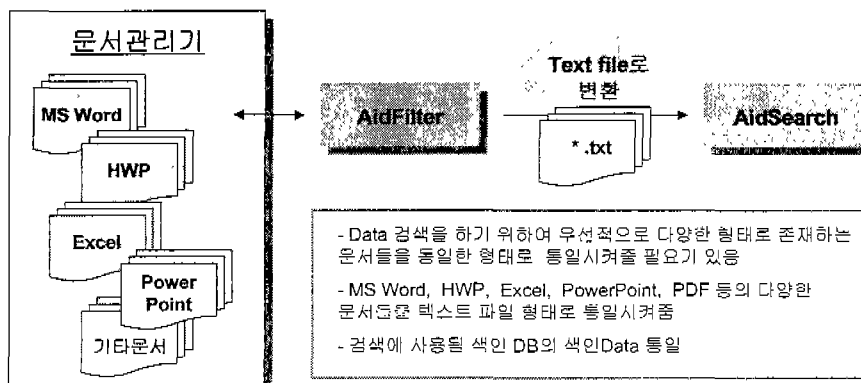 문서관리기
MS Word
HWP
Excel
Power
Point
기타문서
AidFilter
Text file로
변환
* .txt
AidSearch
- Data 검색을 하기 위하여 우선적으로 다양한 형태로 존재하는
문서들을 동일한 형태로 통일시켜줄 필요가 있음
- MS Word, HWP, Excel, PowerPoint, PDF 등의 다양한
문서들을 텍스트 파일 형태로 통일시켜줌
- 검색에 사용될 색인 DB의 색인Data 통일